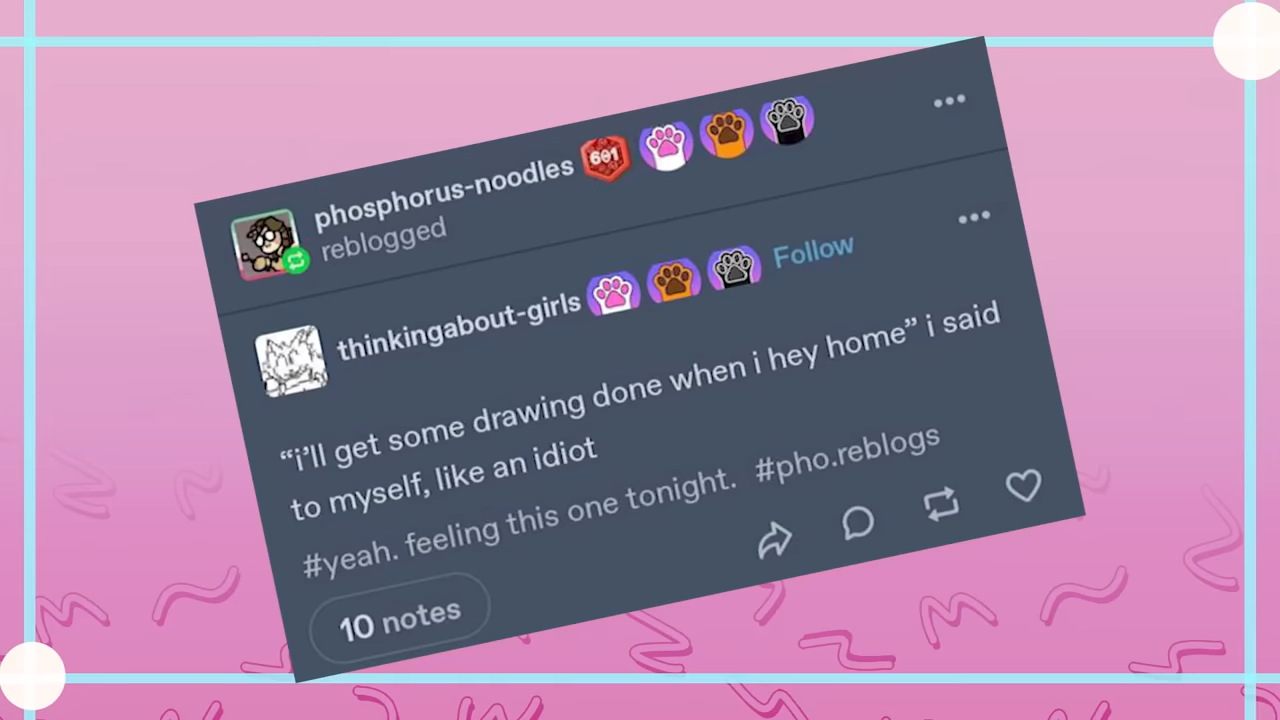 phosphorus-noodles 601
reblogged
thinkingabout-girls Follow
“i’ll get some drawing done when i hey home” i said
to myself, like an idiot
#yeah. feeling this one tonight. #pho.reblogs
10 notes